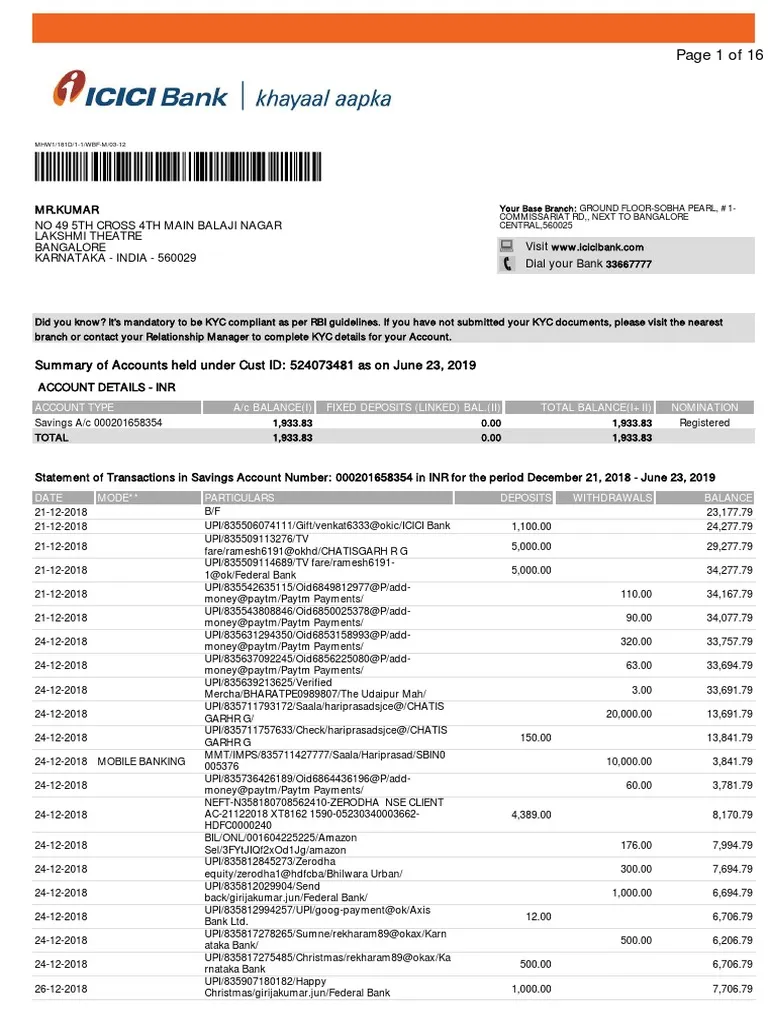 Page 1 of 16
ICICI Bank | khayaal aapka
MHW1/181D/1-1/WBF-M/03-12
MR.KUMAR
NO 49 5TH CROSS 4TH MAIN BALAJI NAGAR
LAKSHMI THEATRE
BANGALORE
KARNATAKA - INDIA - 560029
Your Base Branch: GROUND FLOOR-SOBHA PEARL, # 1-
COMMISSARIAT RD,, NEXT TO BANGALORE
CENTRAL,560025
Visit www.icicibank.com
Dial your Bank 33667777
Did you know? It's mandatory to be KYC compliant as per RBI guidelines. If you have not submitted your KYC documents, please visit the nearest
branch or contact your Relationship Manager to complete KYC details for your Account.
Summary of Accounts held under Cust ID: 524073481 as on June 23, 2019
ACCOUNT DETAILS - INR
ACCOUNT TYPE A/c BALANCE(I) FIXED DEPOSITS (LINKED) BAL.(II) TOTAL BALANCE(I+ II) NOMINATION
Savings A/c 000201658354 1,933.83 0.00 1,933.83 Registered
TOTAL 1,933.83 0.00 1,933.83
Statement of Transactions in Savings Account Number: 000201658354 in INR for the period December 21, 2018 - June 23, 2019
DATE MODE** PARTICULARS DEPOSITS WITHDRAWALS BALANCE
21-12-2018 B/F 23,177.79
21-12-2018 UPI/835506074111/Gift/venkat6333@okic/ICICI Bank 1,100.00 24,277.79
UPI/835509113276/TV
21-12-2018 fare/ramesh6191@okhd/CHATISGARH R G 5,000.00 29,277.79
UPI/835509114689/TV fare/ramesh6191-
21-12-2018 1@ok/Federal Bank 5,000.00 34,277.79
UPI/835542635115/Oid6849812977@P/add-
21-12-2018 money@paytm/Paytm Payments/ 110.00 34,167.79
UPI/835543808846/Oid6850025378@P/add-
21-12-2018 money@paytm/Paytm Payments/ 90.00 34,077.79
UPI/835631294350/Oid6853158993@P/add-
24-12-2018 money@paytm/Paytm Payments/ 320.00 33,757.79
UPI/835637092245/Oid6856225080@P/add-
24-12-2018 money@paytm/Paytm Payments/ 63.00 33,694.79
UPI/835639213625/Verified
24-12-2018 Mercha/BHARATPE0989807/The Udaipur Mah/ 3.00 33,691.79
UPI/835711793172/Saala/hariprasadsjce@/CHATIS
24-12-2018 GARHR G/ 20,000.00 13,691.79
UPI/835711757633/Check/hariprasadsjce@/CHATIS
24-12-2018 GARHR G 150.00 13,841.79
MMT/IMPS/835711427777/Saala/Hariprasad/SBIN0
24-12-2018 MOBILE BANKING 005376 10,000.00 3,841.79
UPI/835736426189/Oid6864436196@P/add-
24-12-2018 money@paytm/Paytm Payments/ 60.00 3,781.79
NEFT-N358180708562410-ZERODHA NSE CLIENT
24-12-2018 AC-21122018 XT8162 1590-05230340003662- 4,389.00 8,170.79
HDFC0000240
BIL/ONL/001604225225/Amazon
24-12-2018 Sel/3FYtJIQf2xOd1Jg/amazon 176.00 7,994.79
UPI/835812845273/Zerodha
24-12-2018 equity/zerodha1@hdfcba/Bhilwara Urban/ 300.00 7,694.79
UPI/835812029904/Send
24-12-2018 back/girijakumar.jun/Federal Bank/ 1,000.00 6,694.79
UPI/835812994257/UPI/goog-payment@ok/Axis
24-12-2018 Bank Ltd. 12.00 6,706.79
UPI/835817278265/Sumne/rekharam89@okax/Karn
24-12-2018 ataka Bank/ 500.00 6,206.79
UPI/835817275485/Christmas/rekharam89@okax/Ka
24-12-2018 rnataka Bank 500.00 6,706.79
UPI/835907180182/Happy
26-12-2018 Christmas/girijakumar.jun/Federal Bank 1,000.00 7,706.79